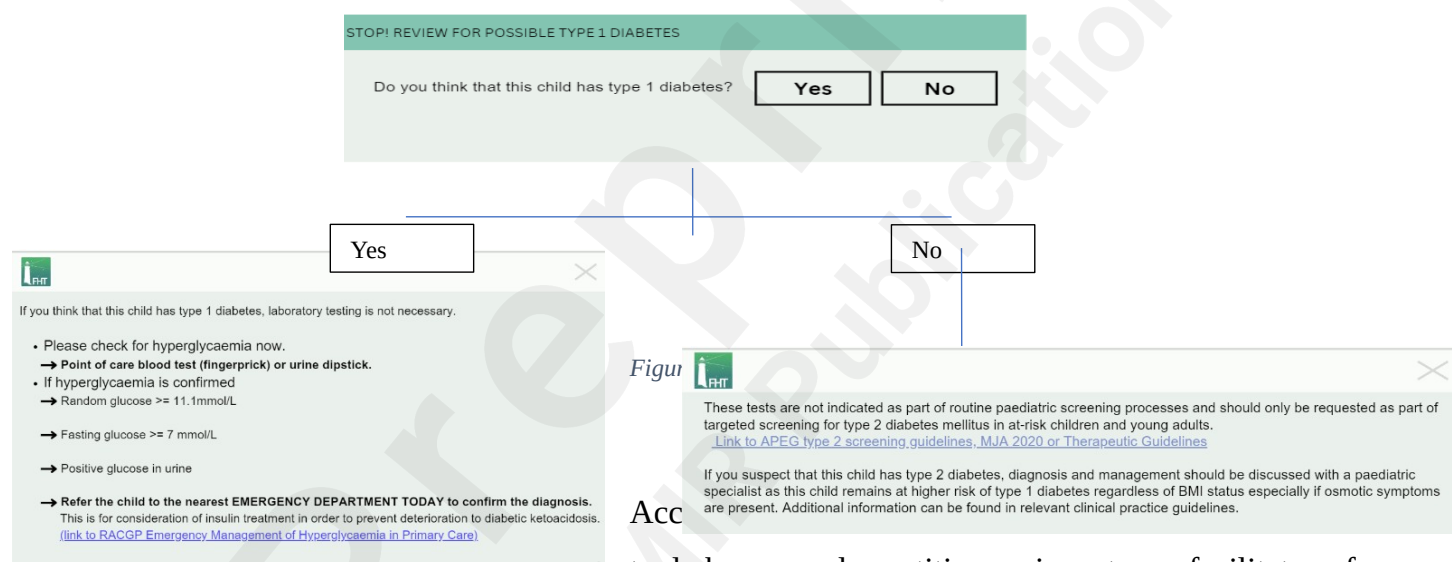 STOP! REVIEW FOR POSSIBLE TYPE 1 DIABETES
Do you think that this child has type 1 diabetes? Yes No
Yes
No
FHT
If you think that this child has type 1 diabetes, laboratory testing is not necessary.
• Please check for hyperglycaemia now.
→ Point of care blood test (fingerprick) or urine dipstick.
• If hyperglycaemia is confirmed
→ Random glucose >= 11.1mmol/L
→ Fasting glucose >= 7 mmol/L
→ Positive glucose in urine
→ Refer the child to the nearest EMERGENCY DEPARTMENT TODAY to confirm the diagnosis.
This is for consideration of insulin treatment in order to prevent deterioration to diabetic ketoacidosis.
(link to RACGP Emergency Management of Hyperglycaemia in Primary Care)
FHT
These tests are not indicated as part of routine paediatric screening processes and should only be requested as part of
targeted screening for type 2 diabetes mellitus in at-risk children and young adults.
Link to APEG type 2 screening guidelines, MJA 2020 or Therapeutic Guidelines
If you suspect that this child has type 2 diabetes, diagnosis and management should be discussed with a paediatric
specialist as this child remains at higher risk of type 1 diabetes regardless of BMI status especially if osmotic symptoms
are present. Additional information can be found in relevant clinical practice guidelines.
Preprint
JMIR Publications